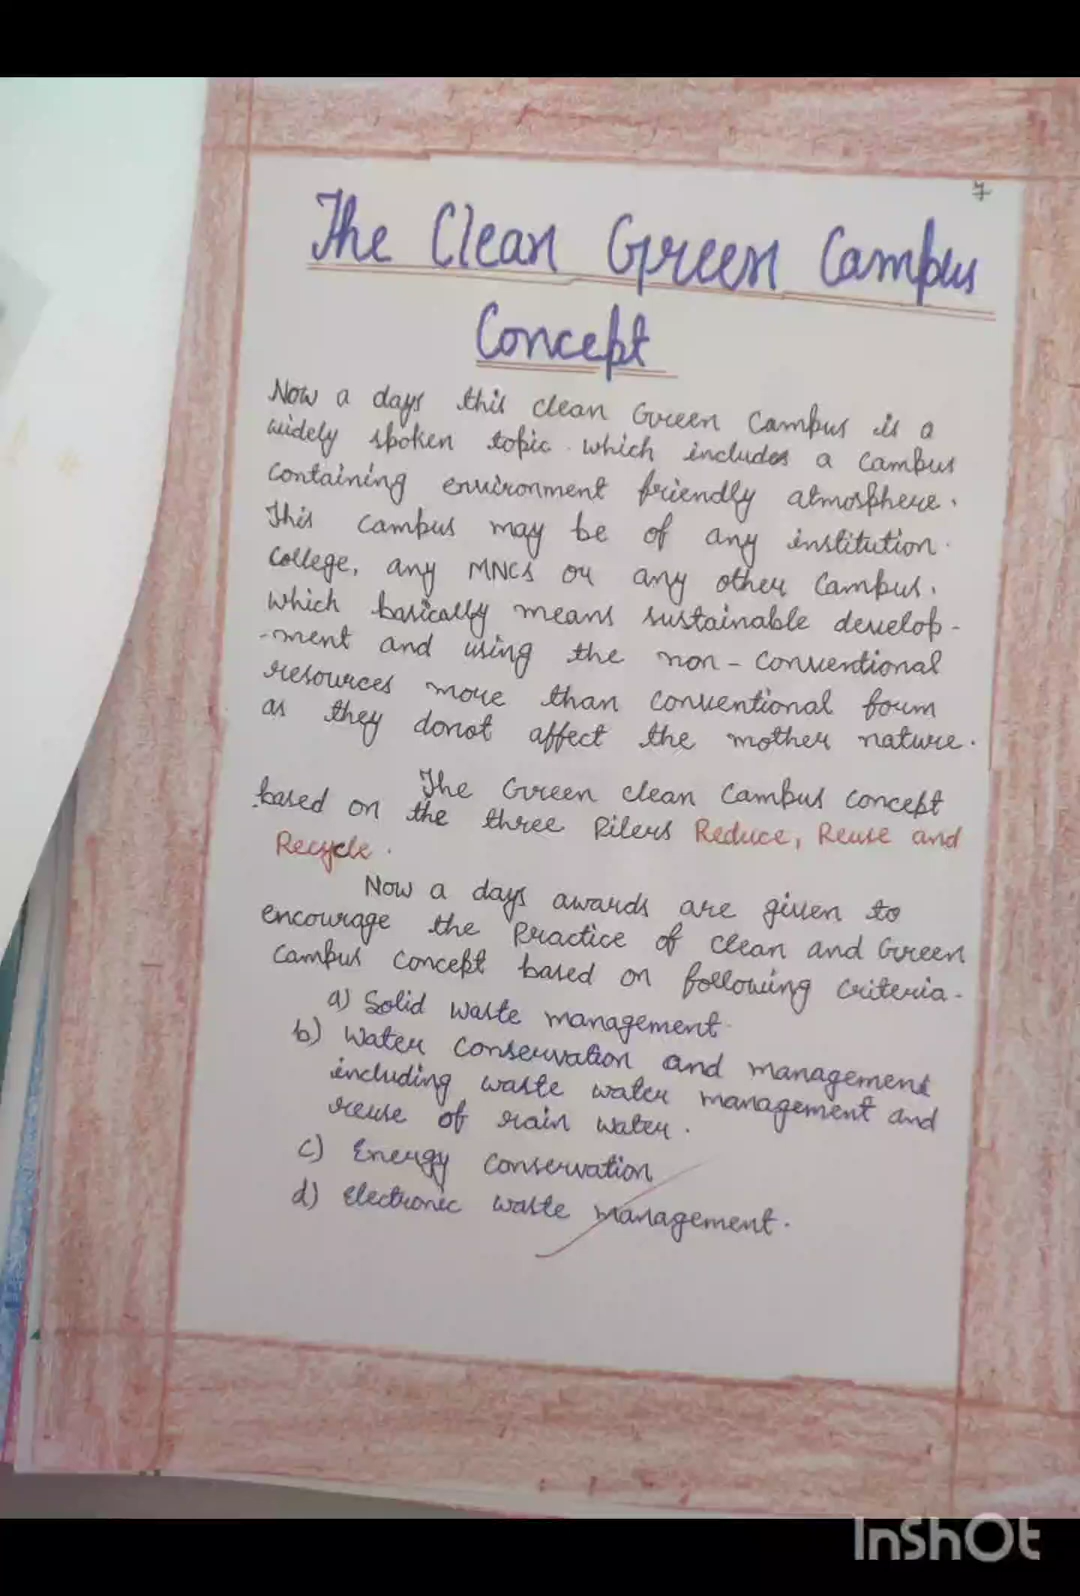 7
The Clean Green Campus
Concept
Now a days this clean Green Campus is a
widely spoken topic which includes a campus
containing environment friendly atmosphere.
This campus may be of any institution.
College, any MNCs or any other Campus.
which basically means sustainable develop-
-ment and using the non-conventional
resources more than conventional form
as they donot affect the mother nature.
The Green clean Campus concept
based on the three Pilers Reduce, Reuse and
Recycle.
Now a days awards are given to
encourage the Practice of Clean and Green
Campus Concept based on following Criteria.
a) Solid waste management.
b) Water Conservation and management
including waste water management and
reuse of rain water.
c) Energy Conservation
d) Electronic waste management.
InShOt